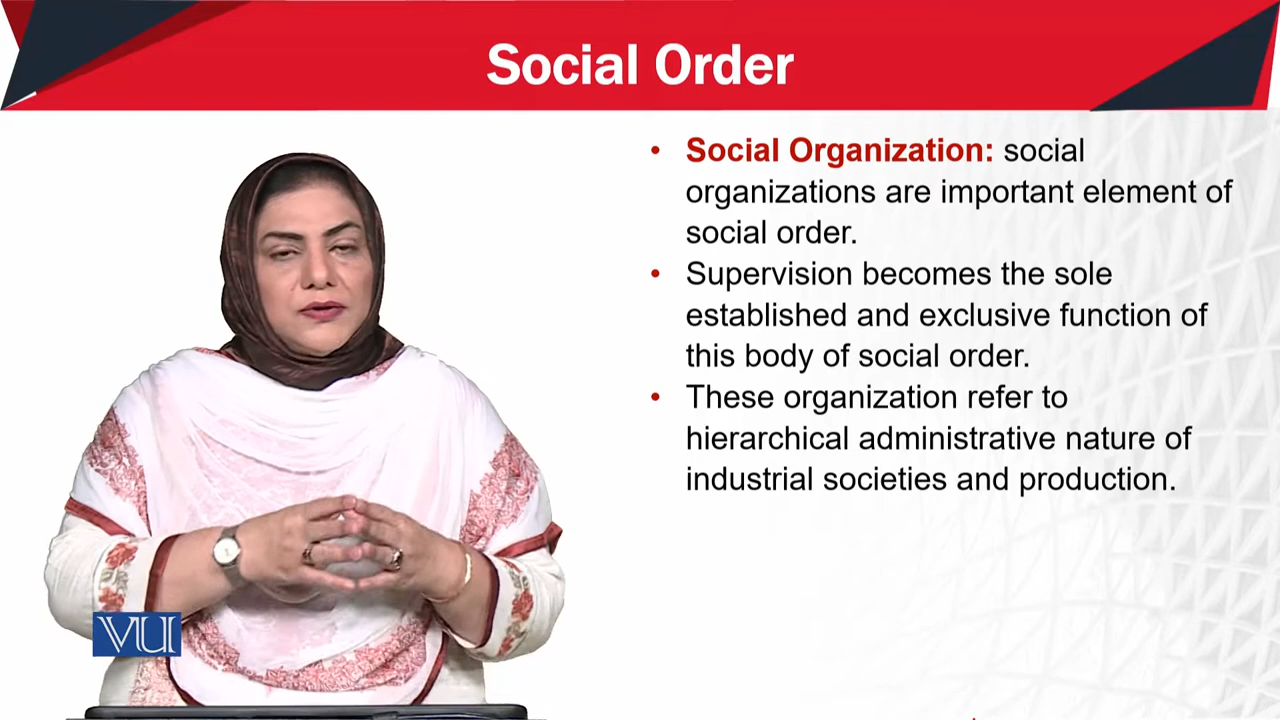 Social Order
• Social Organization: social
organizations are important element of
social order.
• Supervision becomes the sole
established and exclusive function of
this body of social order.
• These organization refer to
hierarchical administrative nature of
industrial societies and production.
VU